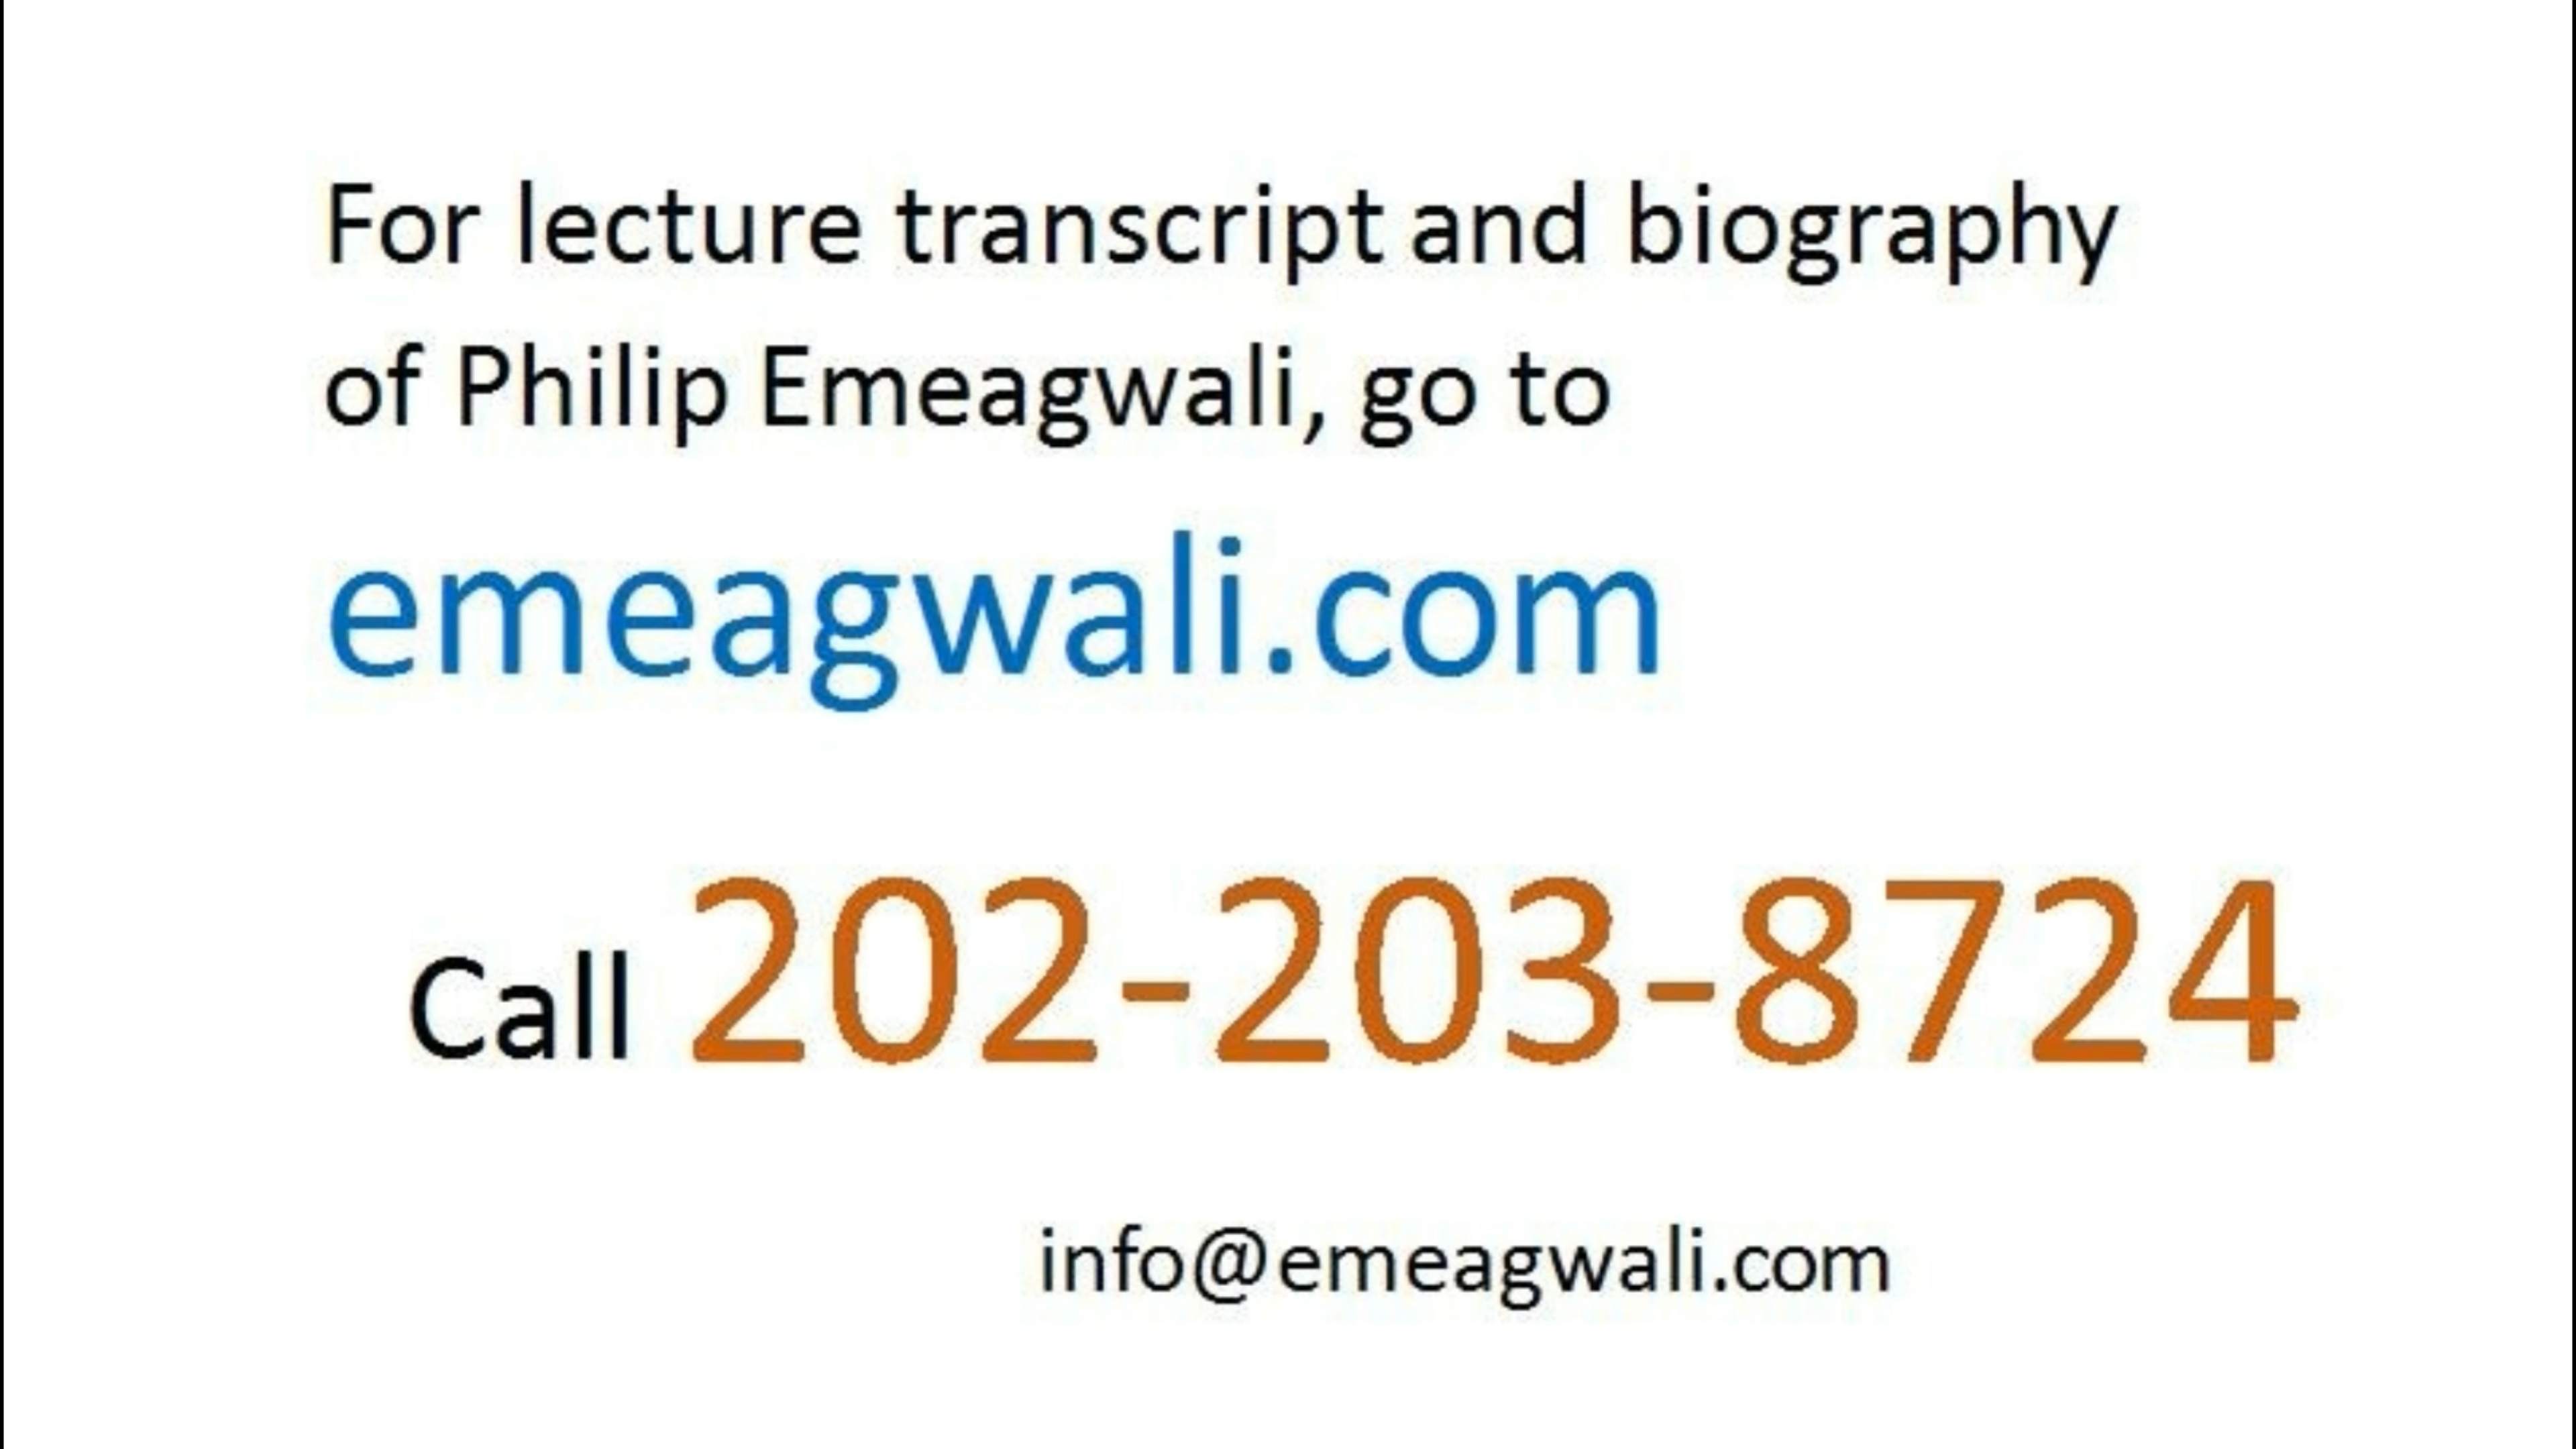 For lecture transcript and biography
of Philip Emeagwali, go to
emeagwali.com
Call 202-203-8724
info@emeagwali.com